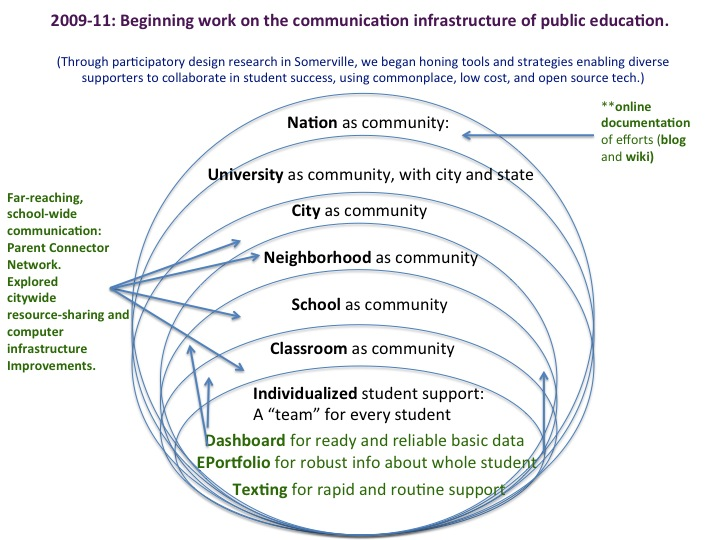 2009-11: Beginning work on the communication infrastructure of public education.
(Through participatory design research in Somerville, we began honing tools and strategies enabling diverse
supporters to collaborate in student success, using commonplace, low cost, and open source tech.)
**online
documentation
of efforts (blog
and wiki)
Nation as community:
University as community, with city and state
Far-reaching,
school-wide
communication:
Parent Connector
Network.
Explored
citywide
resource-sharing and
computer
infrastructure
Improvements.
City as community
Neighborhood as community
School as community
Classroom as community
Individualized student support:
A “team” for every student
Dashboard for ready and reliable basic data
EPortfolio for robust info about whole student
Texting for rapid and routine support